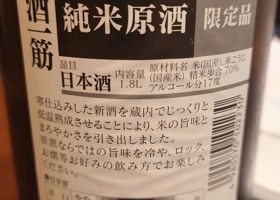 酒一筋
純米原酒 限定品
品目 日本酒
内容量 1.8L
原材料名 米(国産)、米こうじ
(国産米) 精米歩合 70%
アルコール分17度
寒仕込みした新酒を蔵内でじっくりと
低温熟成させることにより、米の旨味と
まろやかさを引き出しました。
原酒ならではの旨味を冷や、ロック、
お燗等お好みの飲み方でお楽しみ
ください。